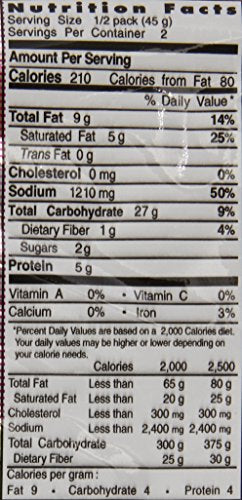 Nutrition Facts
Serving Size 1/2 pack (45 g)
Servings Per Container 2
Amount Per Serving
Calories 210 Calories from Fat 80
% Daily Value*
Total Fat 9 g 14%
Saturated Fat 5 g 25%
Trans Fat 0 g
Cholesterol 0 mg 0%
Sodium 1210 mg 50%
Total Carbohydrate 27 g 9%
Dietary Fiber 1 g 4%
Sugars 2g
Protein 5 g
Vitamin A 0% • Vitamin C 0%
Calcium 0% • Iron 3%
*Percent Daily Values are based on a 2,000 Calories diet.
Your daily values may be higher or lower depending on
your calorie needs.
Calories 2,000 2,500
Total Fat Less than 65 g 80 g
Saturated Fat Less than 20 g 25 g
Cholesterol Less than 300 mg 300 mg
Sodium Less than 2,400 mg 2,400 mg
Total Carbohydrate 300 g 375 g
Dietary Fiber 25 g 30 g
Calories per gram :
Fat 9 • Carbohydrate 4 • Protein 4